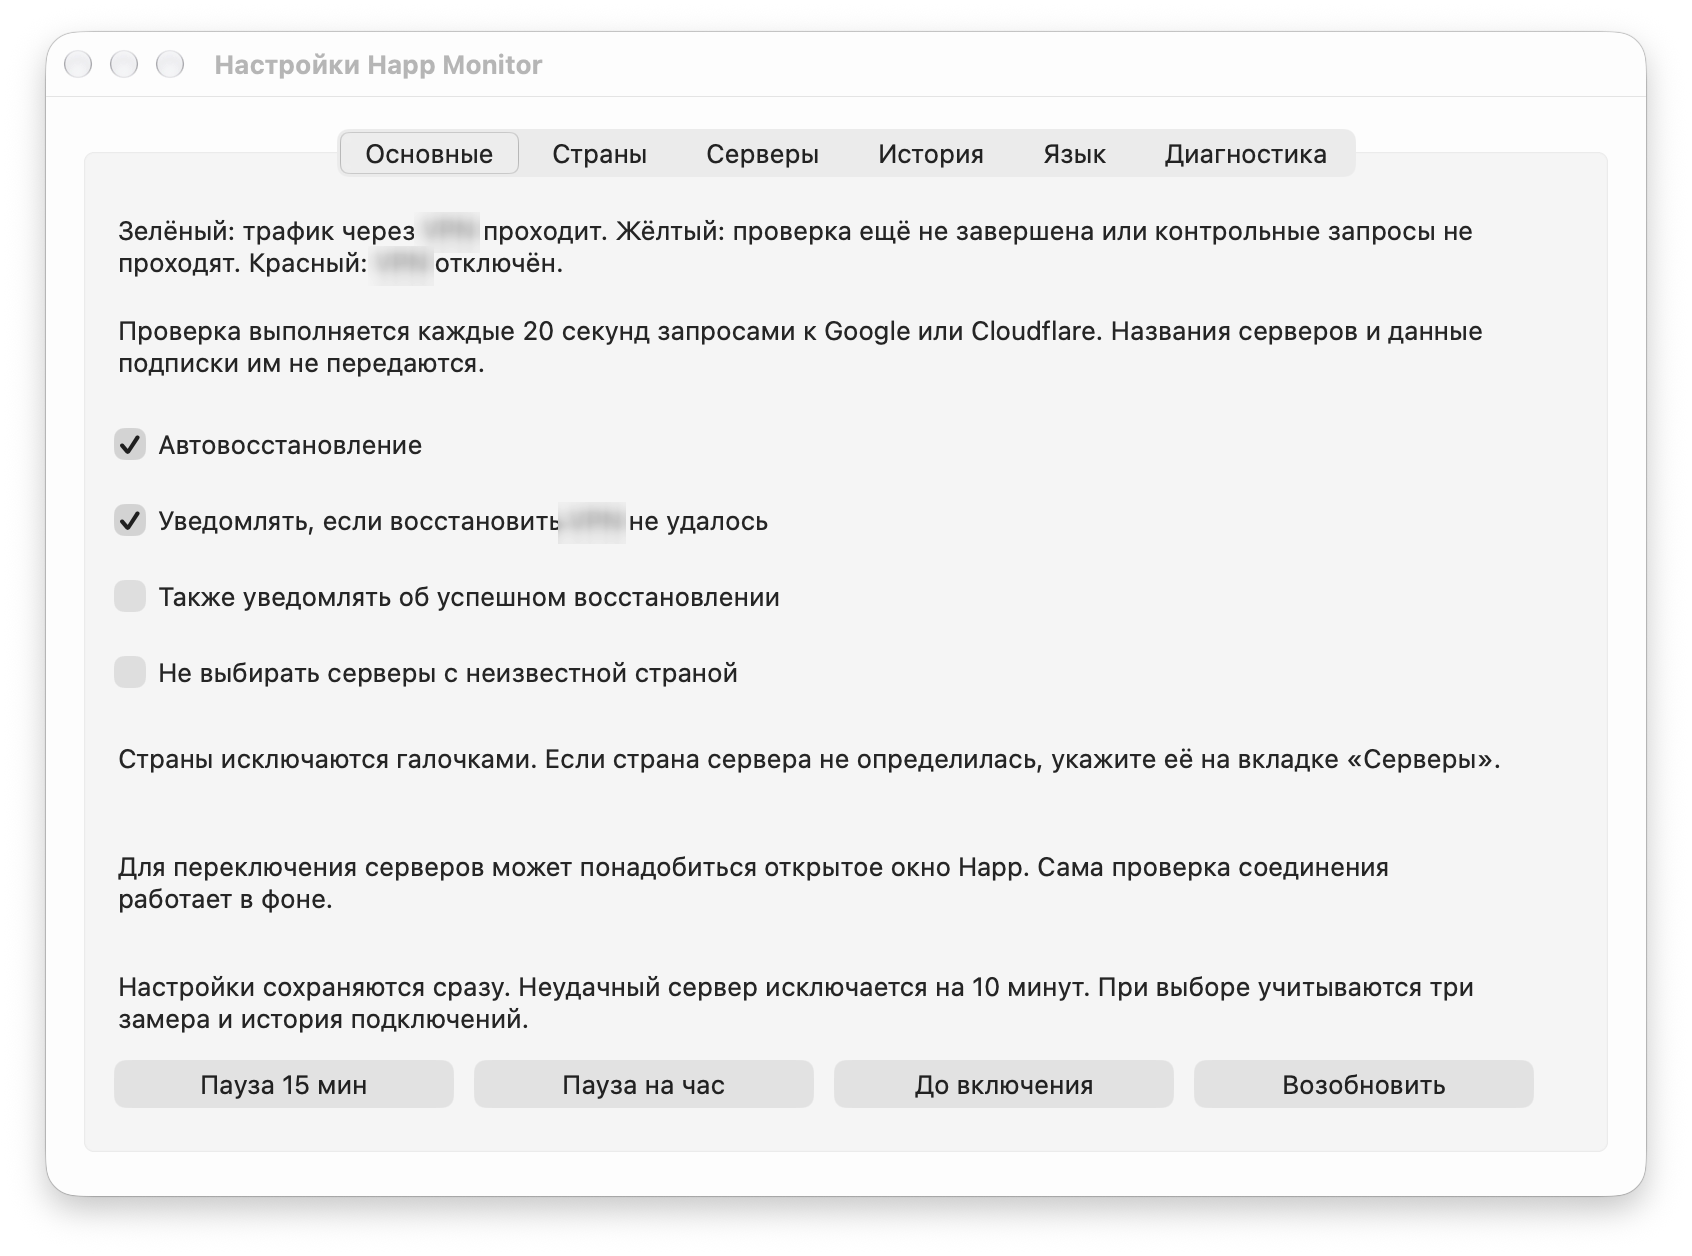 Настройки Happ Monitor
Основные Страны Серверы История Язык Диагностика
Зелёный: трафик через проходит. Жёлтый: проверка ещё не завершена или контрольные запросы не
проходят. Красный: отключён.
Проверка выполняется каждые 20 секунд запросами к Google или Cloudflare. Названия серверов и данные
подписки им не передаются.
Автовосстановление
Уведомлять, если восстановить не удалось
Также уведомлять об успешном восстановлении
Не выбирать серверы с неизвестной страной
Страны исключаются галочками. Если страна сервера не определилась, укажите её на вкладке «Серверы».
Для переключения серверов может понадобиться открытое окно Happ. Сама проверка соединения
работает в фоне.
Настройки сохраняются сразу. Неудачный сервер исключается на 10 минут. При выборе учитываются три
замера и история подключений.
Пауза 15 мин Пауза на час До включения Возобновить